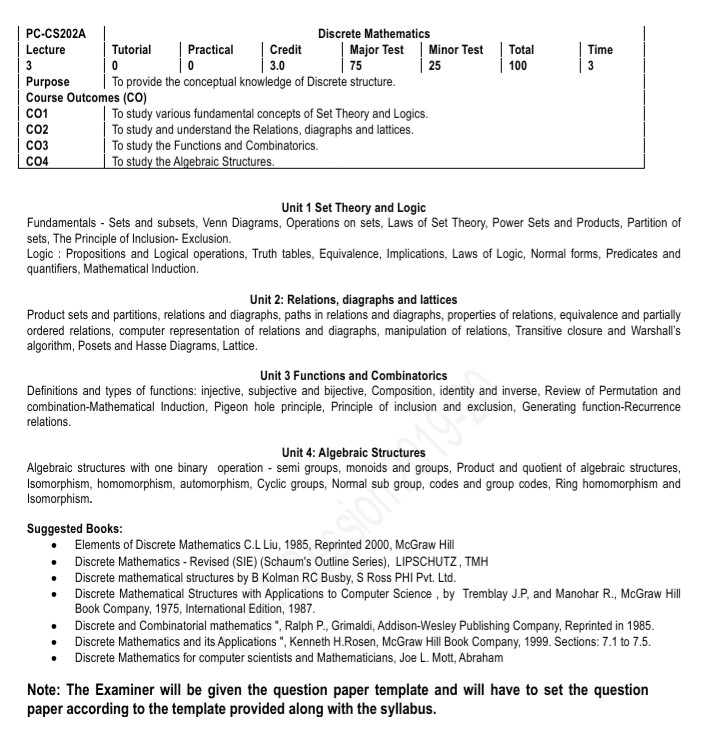 PC-CS202A Discrete Mathematics
Lecture Tutorial Practical Credit Major Test Minor Test Total Time
3 0 0 3.0 75 25 100 3
Purpose To provide the conceptual knowledge of Discrete structure.
Course Outcomes (CO)
CO1 To study various fundamental concepts of Set Theory and Logics.
CO2 To study and understand the Relations, diagraphs and lattices.
CO3 To study the Functions and Combinatorics.
CO4 To study the Algebraic Structures.
Unit 1 Set Theory and Logic
Fundamentals - Sets and subsets, Venn Diagrams, Operations on sets, Laws of Set Theory, Power Sets and Products, Partition of
sets, The Principle of Inclusion- Exclusion.
Logic : Propositions and Logical operations, Truth tables, Equivalence, Implications, Laws of Logic, Normal forms, Predicates and
quantifiers, Mathematical Induction.
Unit 2: Relations, diagraphs and lattices
Product sets and partitions, relations and diagraphs, paths in relations and diagraphs, properties of relations, equivalence and partially
ordered relations, computer representation of relations and diagraphs, manipulation of relations, Transitive closure and Warshall's
algorithm, Posets and Hasse Diagrams, Lattice.
Unit 3 Functions and Combinatorics
Definitions and types of functions: injective, subjective and bijective, Composition, identity and inverse, Review of Permutation and
combination-Mathematical Induction, Pigeon hole principle, Principle of inclusion and exclusion, Generating function-Recurrence
relations.
Unit 4: Algebraic Structures
Algebraic structures with one binary operation - semi groups, monoids and groups, Product and quotient of algebraic structures,
Isomorphism, homomorphism, automorphism, Cyclic groups, Normal sub group, codes and group codes, Ring homomorphism and
Isomorphism.
Suggested Books:
• Elements of Discrete Mathematics C.L Liu, 1985, Reprinted 2000, McGraw Hill
• Discrete Mathematics - Revised (SIE) (Schaum's Outline Series), LIPSCHUTZ , TMH
• Discrete mathematical structures by B Kolman RC Busby, S Ross PHI Pvt. Ltd.
• Discrete Mathematical Structures with Applications to Computer Science , by Tremblay J.P, and Manohar R., McGraw Hill
Book Company, 1975, International Edition, 1987.
• Discrete and Combinatorial mathematics ", Ralph P., Grimaldi, Addison-Wesley Publishing Company, Reprinted in 1985.
• Discrete Mathematics and its Applications ", Kenneth H.Rosen, McGraw Hill Book Company, 1999. Sections: 7.1 to 7.5.
• Discrete Mathematics for computer scientists and Mathematicians, Joe L. Mott, Abraham
Note: The Examiner will be given the question paper template and will have to set the question
paper according to the template provided along with the syllabus.